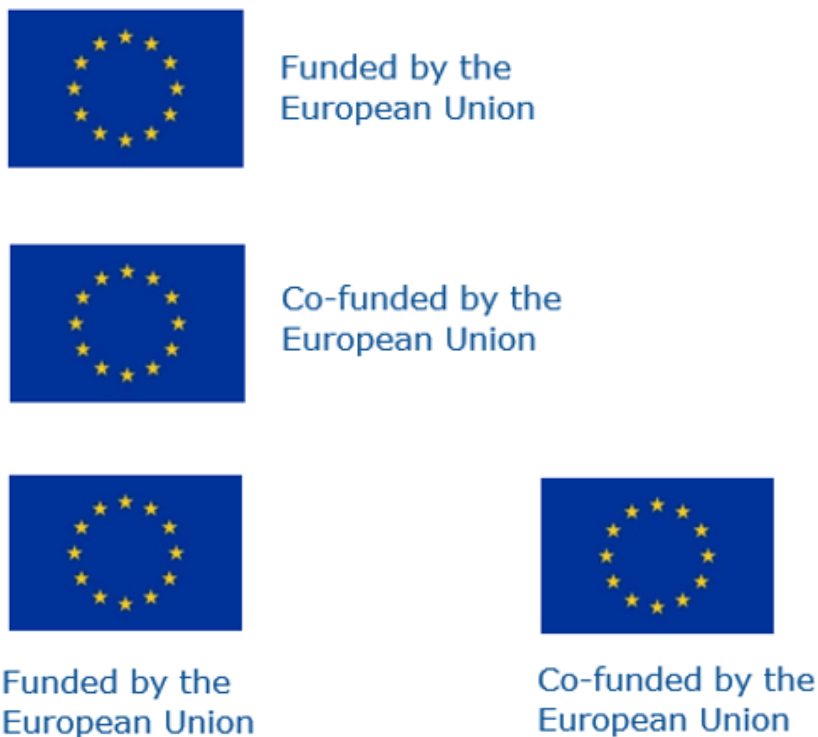 Funded by the
European Union
Co-funded by the
European Union
Funded by the
European Union
Co-funded by the
European Union